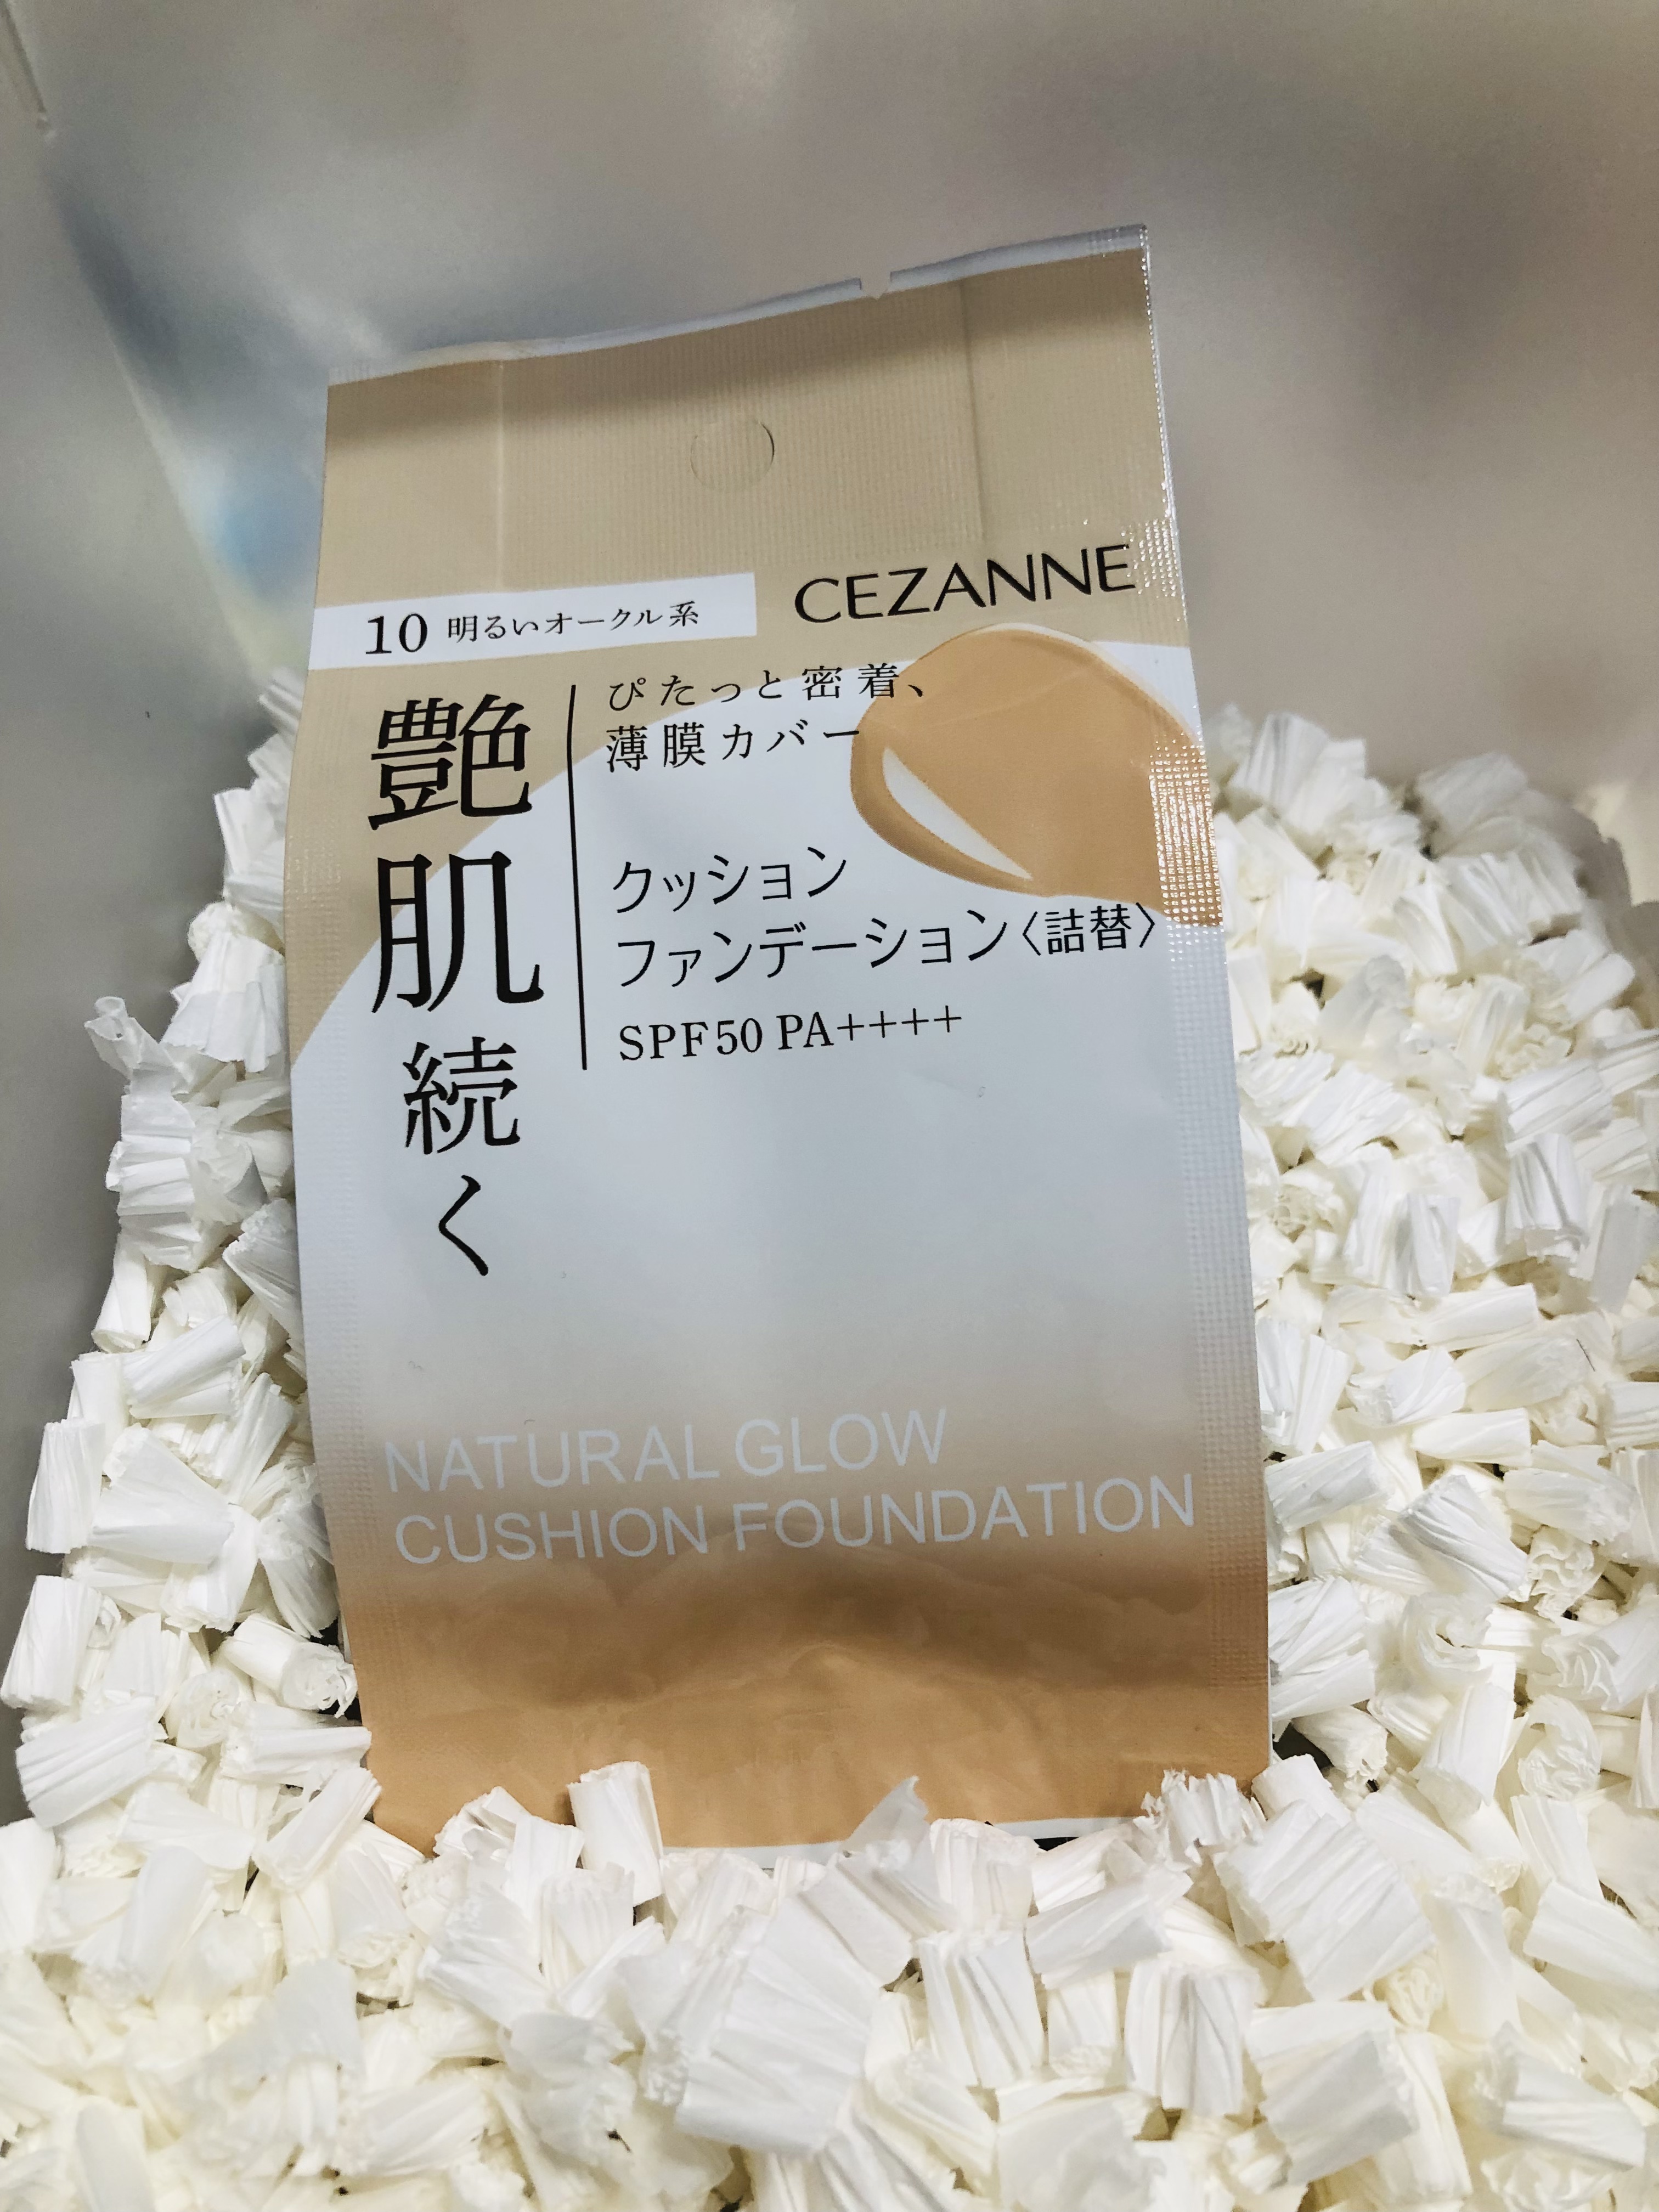 CEZANNE
10 明るいオークル系
艶肌続く
ぴたっと密着、
薄膜カバー
クッション
ファンデーション〈詰替〉
SPF50 PA++++
NATURAL GLOW
CUSHION FOUNDATION